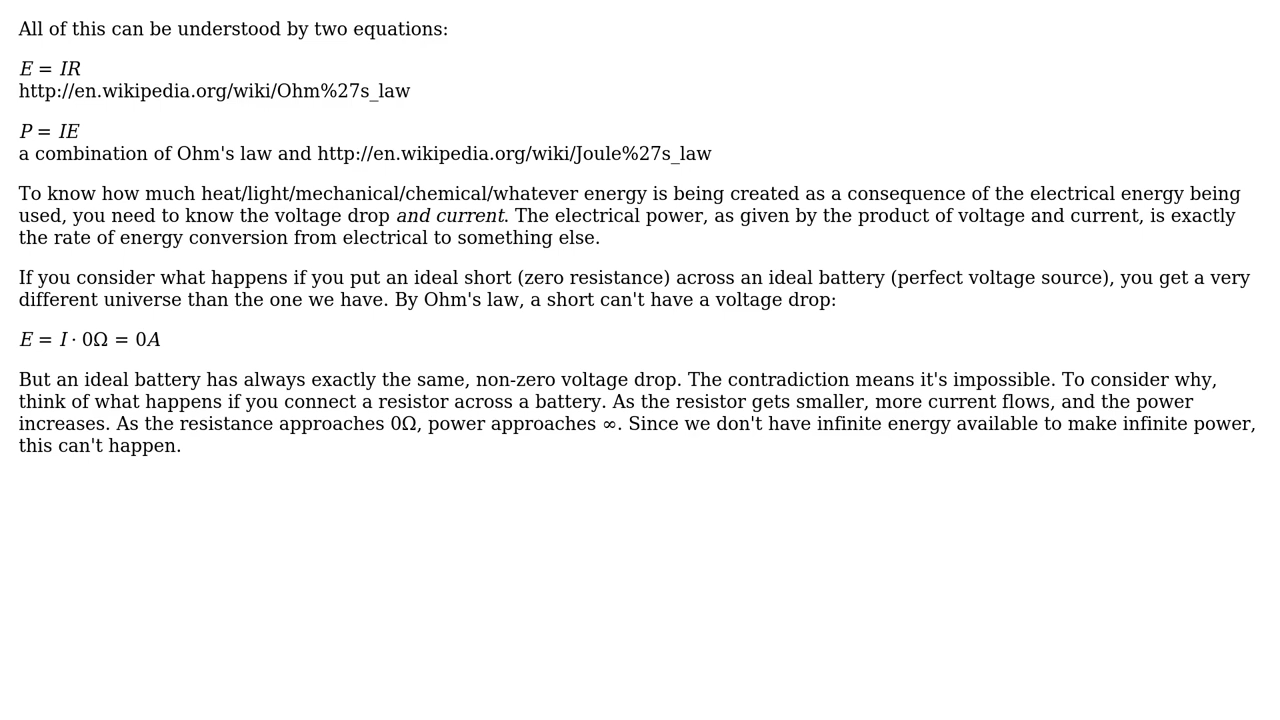 All of this can be understood by two equations:
E = IR
http://en.wikipedia.org/wiki/Ohm%27s_law
P = IE
a combination of Ohm's law and http://en.wikipedia.org/wiki/Joule%27s_law
To know how much heat/light/mechanical/chemical/whatever energy is being created as a consequence of the electrical energy being
used, you need to know the voltage drop and current. The electrical power, as given by the product of voltage and current, is exactly
the rate of energy conversion from electrical to something else.
If you consider what happens if you put an ideal short (zero resistance) across an ideal battery (perfect voltage source), you get a very
different universe than the one we have. By Ohm's law, a short can't have a voltage drop:
E = I · 0Ω = 0A
But an ideal battery has always exactly the same, non-zero voltage drop. The contradiction means it's impossible. To consider why,
think of what happens if you connect a resistor across a battery. As the resistor gets smaller, more current flows, and the power
increases. As the resistance approaches 0Ω, power approaches ∞. Since we don't have infinite energy available to make infinite power,
this can't happen.